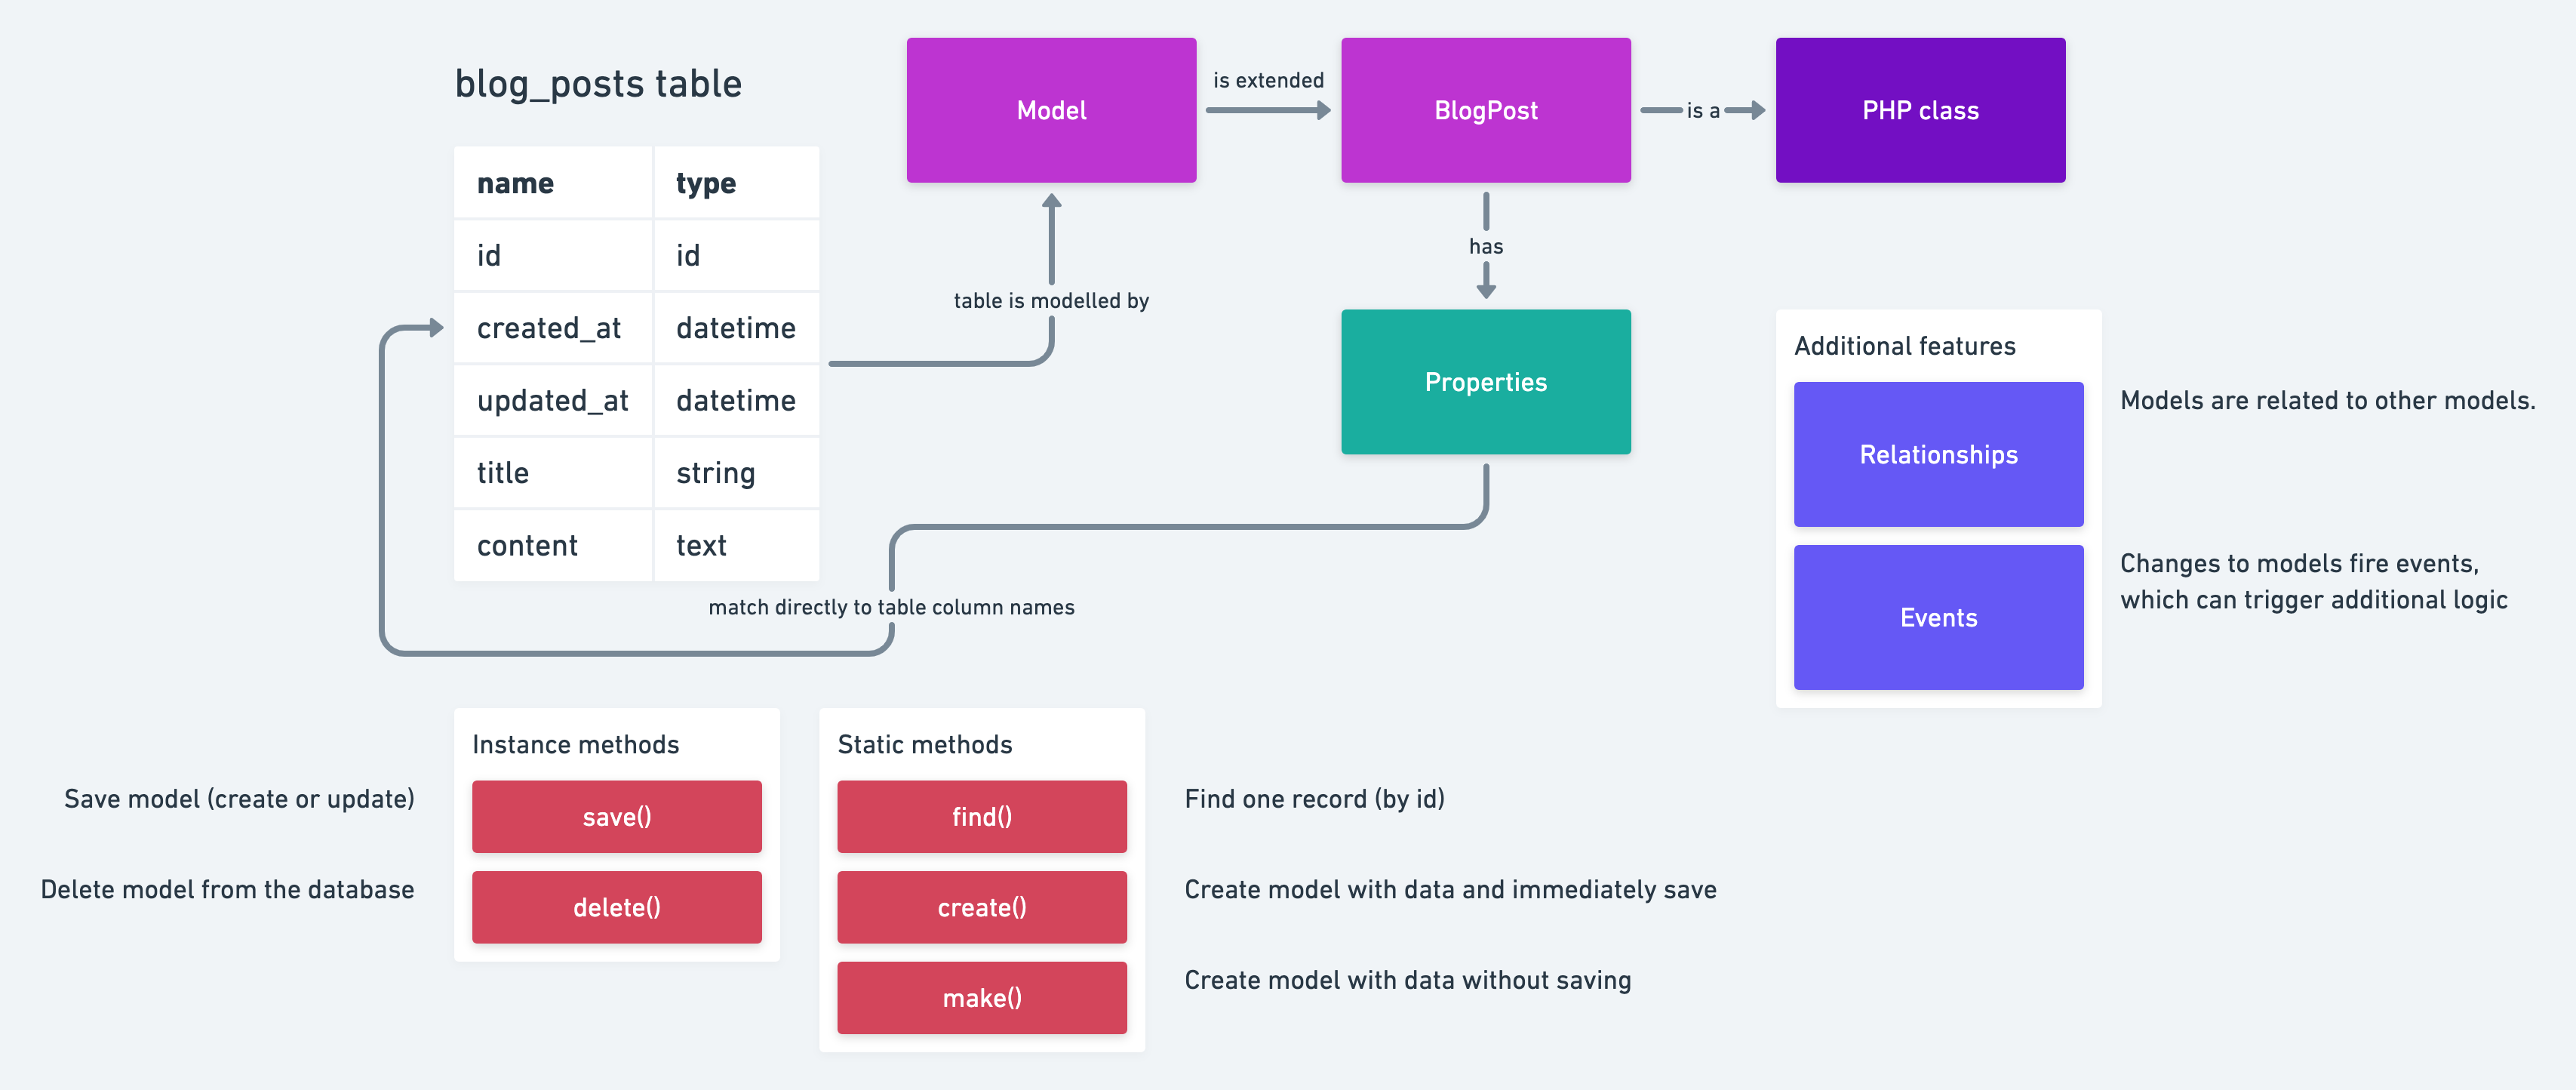 blog_posts table
name type
id id
created_at datetime
updated_at datetime
title string
content text
Model
is extended
BlogPost
is a
PHP class
table is modelled by
has
Properties
match directly to table column names
Additional features
Relationships
Models are related to other models.
Events
Changes to models fire events,
which can trigger additional logic
Instance methods
Save model (create or update)
save()
Delete model from the database
delete()
Static methods
find()
Find one record (by id)
create()
Create model with data and immediately save
make()
Create model with data without saving